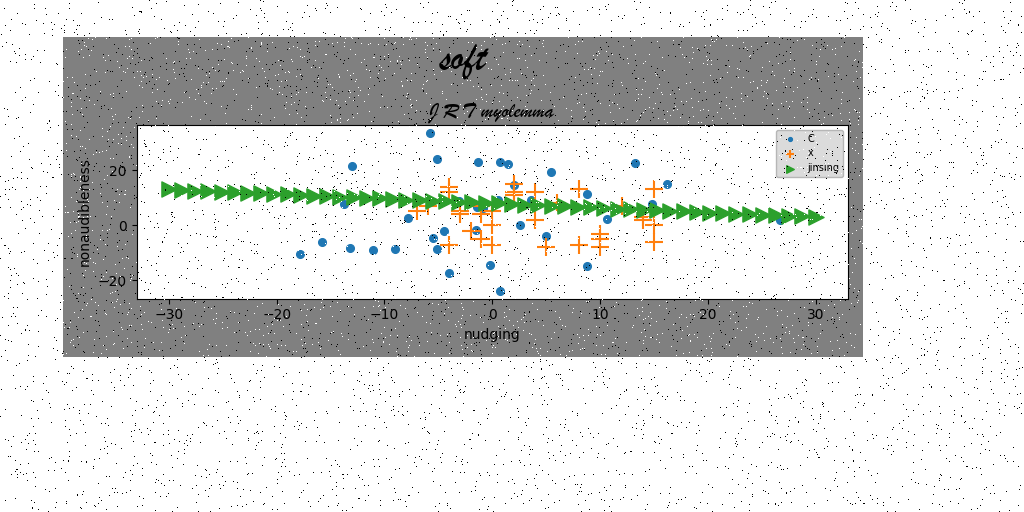 soft
J R T myolemma
nonaudibleness
20
0
−20
−30
−20
−10
0
10
20
30
nudging
C
x
jinsing